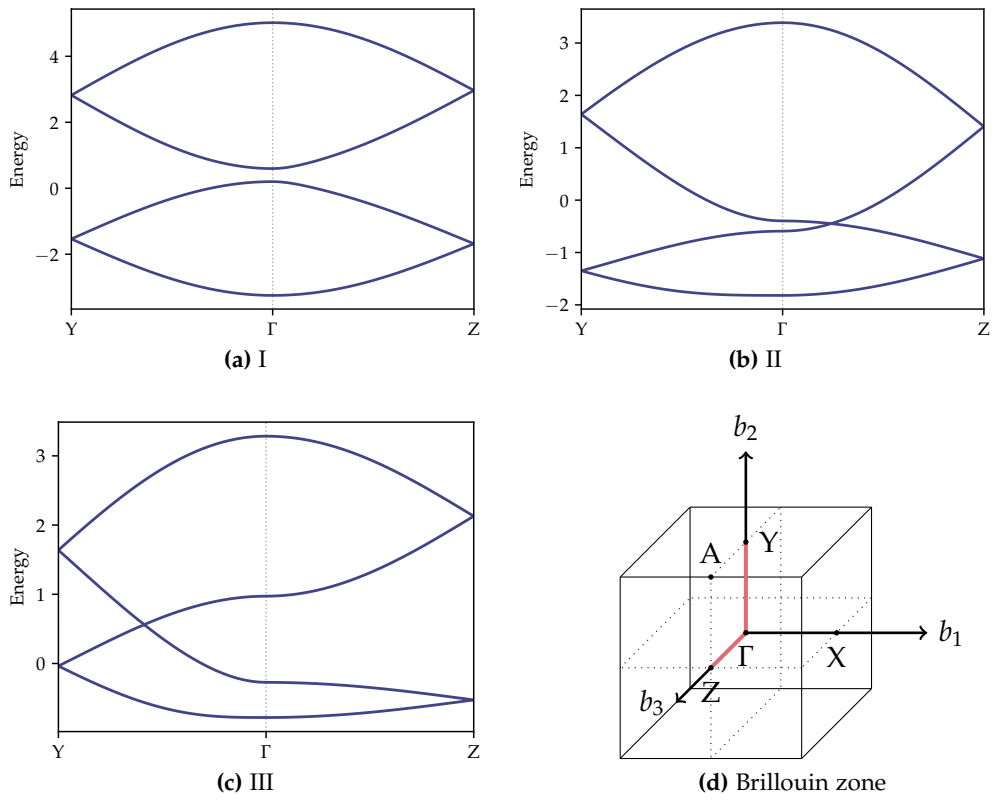 4
2
0
−2
Energy
Y
Γ
Z
(a) I
3
2
1
0
−1
−2
Energy
Y
Γ
Z
(b) II
3
2
1
0
Energy
Y
Γ
Z
(c) III
b2
A
Y
b1
Γ
X
b3
Z
(d) Brillouin zone